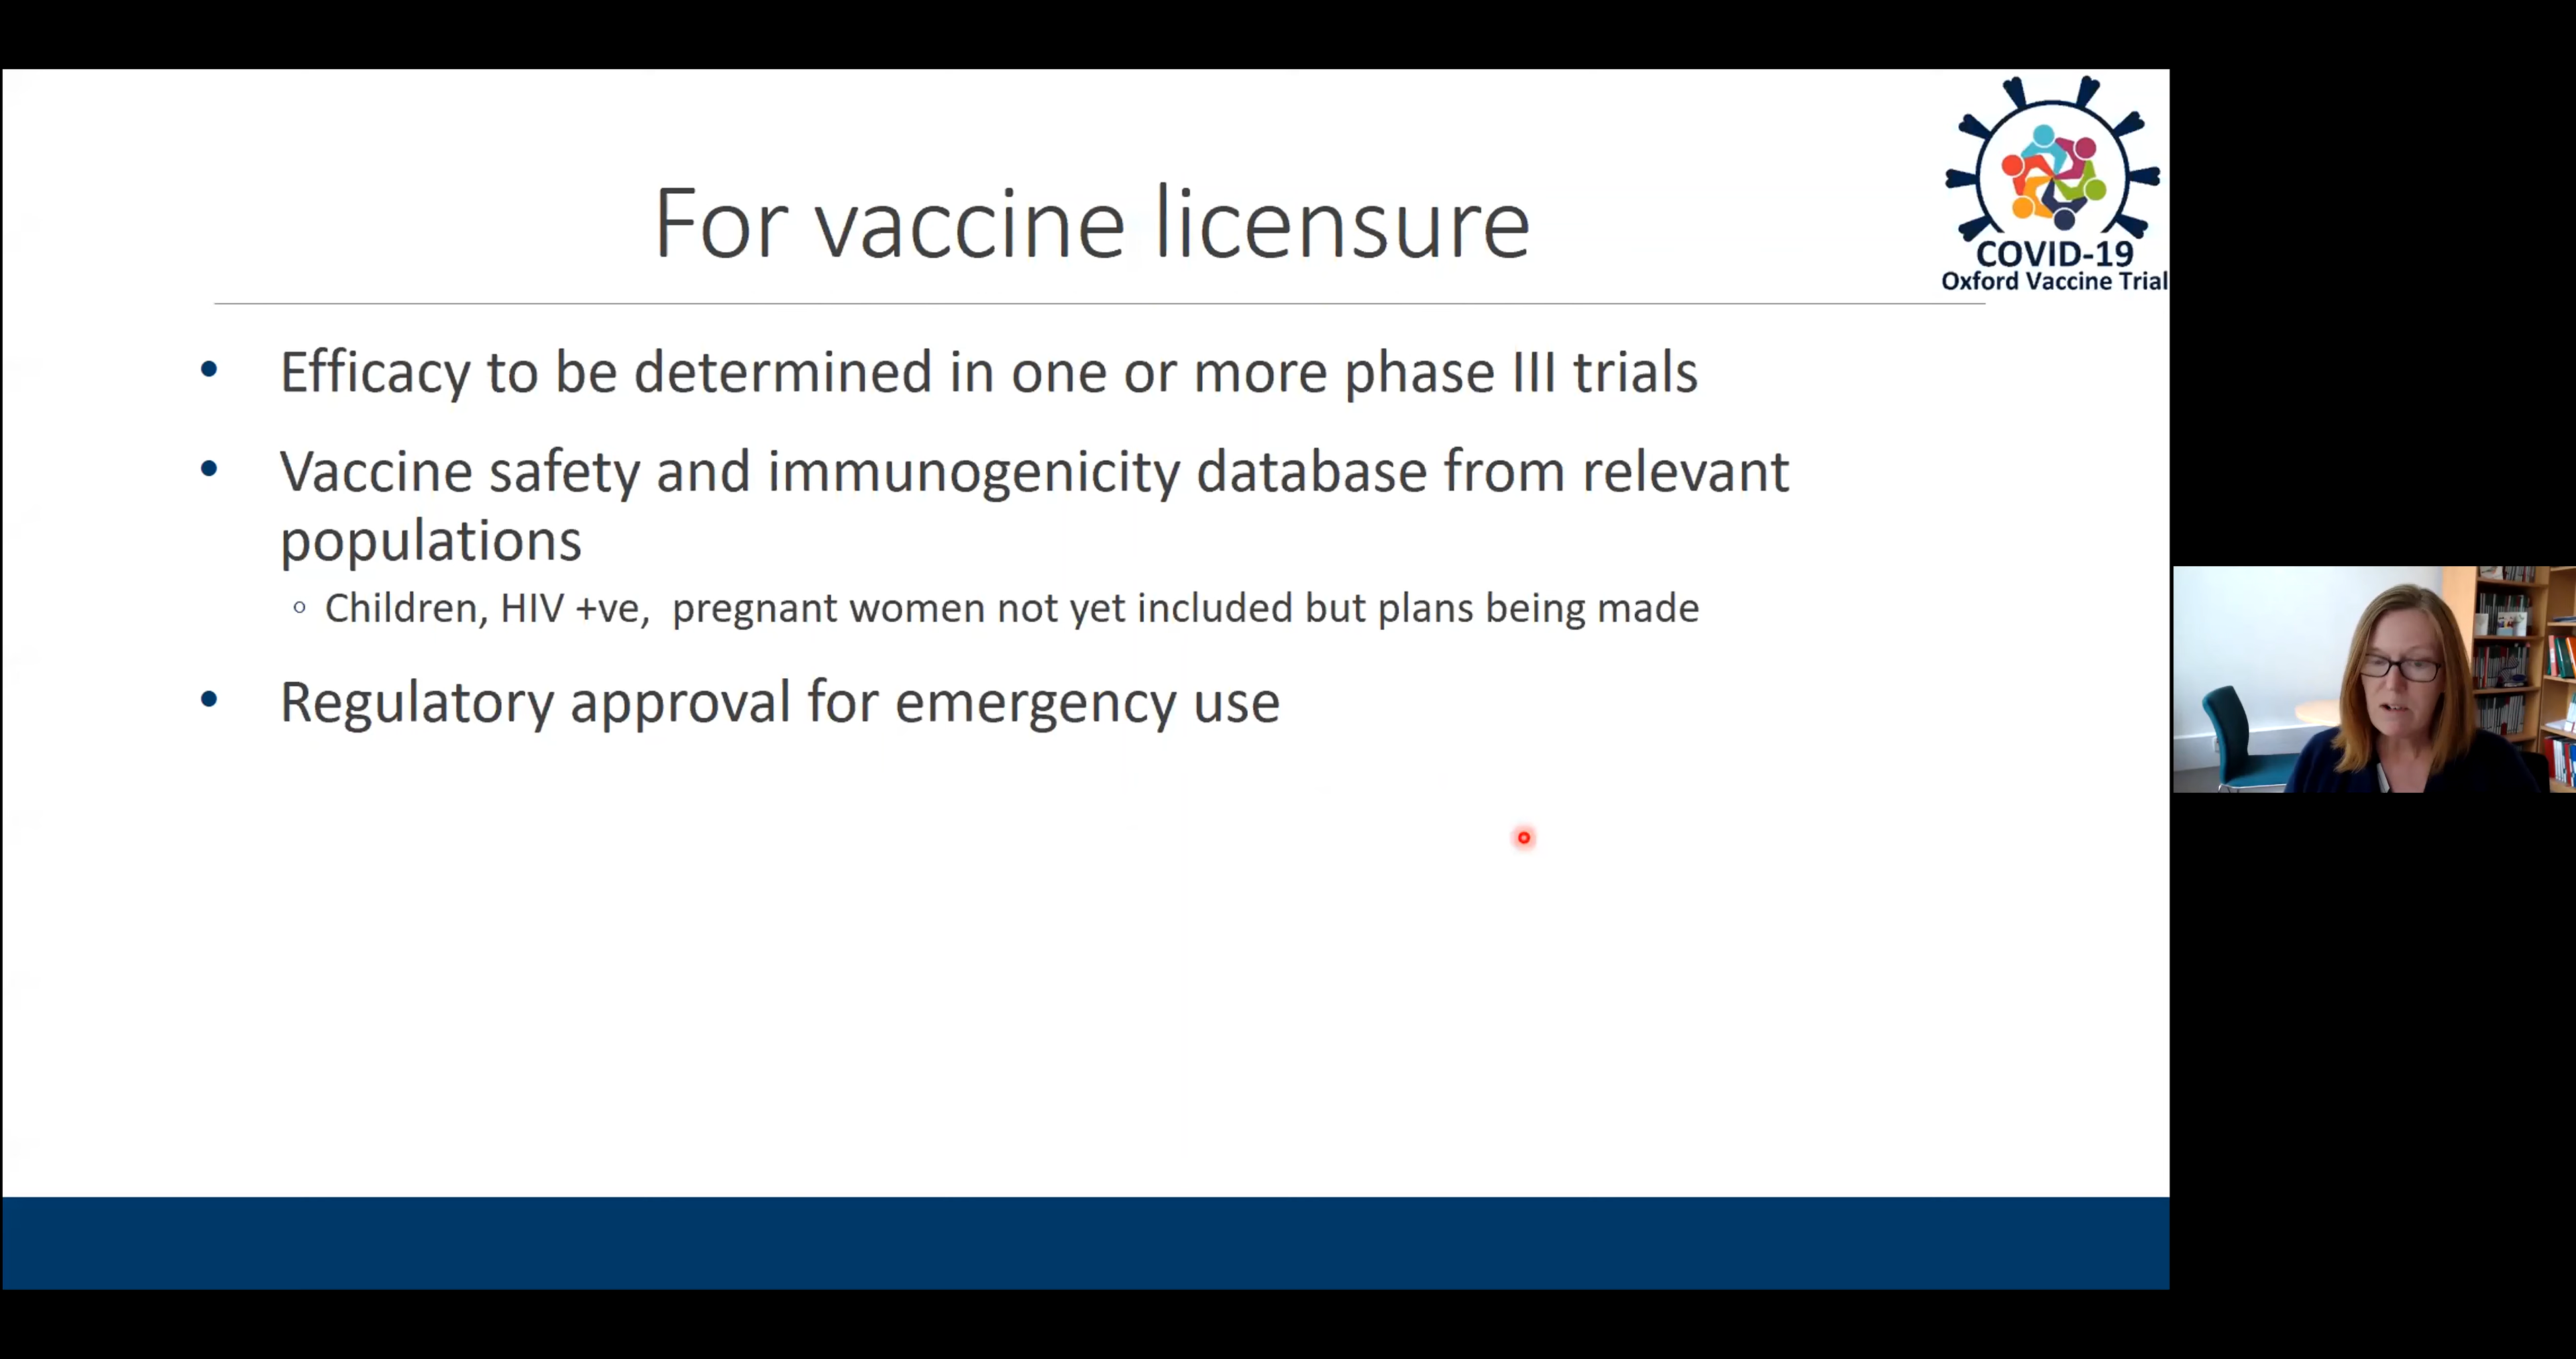 For vaccine licensure
COVID-19
Oxford Vaccine Trial
• Efficacy to be determined in one or more phase III trials
• Vaccine safety and immunogenicity database from relevant
populations
◦ Children, HIV +ve,  pregnant women not yet included but plans being made
• Regulatory approval for emergency use